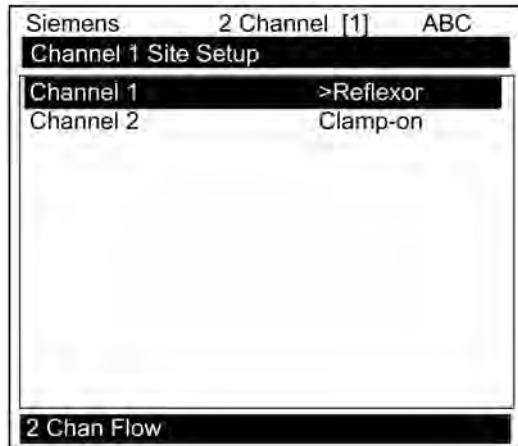 Siemens 2 Channel [1] ABC
Channel 1 Site Setup
Channel 1 >Reflexor
Channel 2 Clamp-on
2 Chan Flow